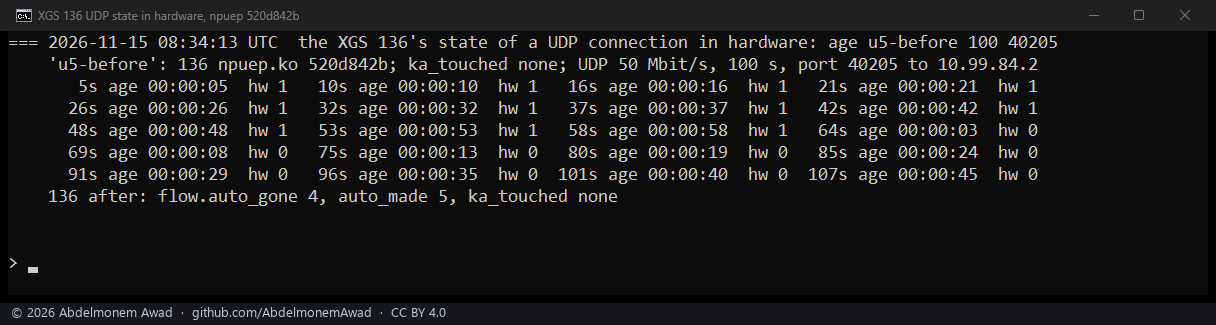 XGS 136 UDP state in hardware, npuep 520d842b
=== 2026-11-15 08:34:13 UTC  the XGS 136's state of a UDP connection in hardware: age u5-before 100 40205
'u5-before': 136 npuep.ko 520d842b; ka_touched none; UDP 50 Mbit/s, 100 s, port 40205 to 10.99.84.2
5s age 00:00:05  hw 1   10s age 00:00:10  hw 1   16s age 00:00:16  hw 1   21s age 00:00:21  hw 1
26s age 00:00:26  hw 1   32s age 00:00:32  hw 1   37s age 00:00:37  hw 1   42s age 00:00:42  hw 1
48s age 00:00:48  hw 1   53s age 00:00:53  hw 1   58s age 00:00:58  hw 1   64s age 00:00:03  hw 0
69s age 00:00:08  hw 0   75s age 00:00:13  hw 0   80s age 00:00:19  hw 0   85s age 00:00:24  hw 0
91s age 00:00:29  hw 0   96s age 00:00:35  hw 0  101s age 00:00:40  hw 0  107s age 00:00:45  hw 0
136 after: flow.auto_gone 4, auto_made 5, ka_touched none
> _
© 2026 Abdelmonem Awad · github.com/AbdelmonemAwad · CC BY 4.0